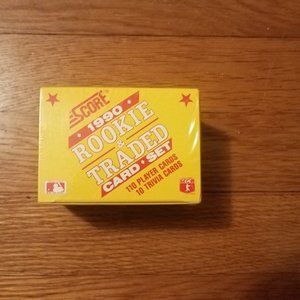 SCORE
1990
ROOKIE
&
TRADED
CARD SET
110 PLAYER CARDS
10 TRIVIA CARDS